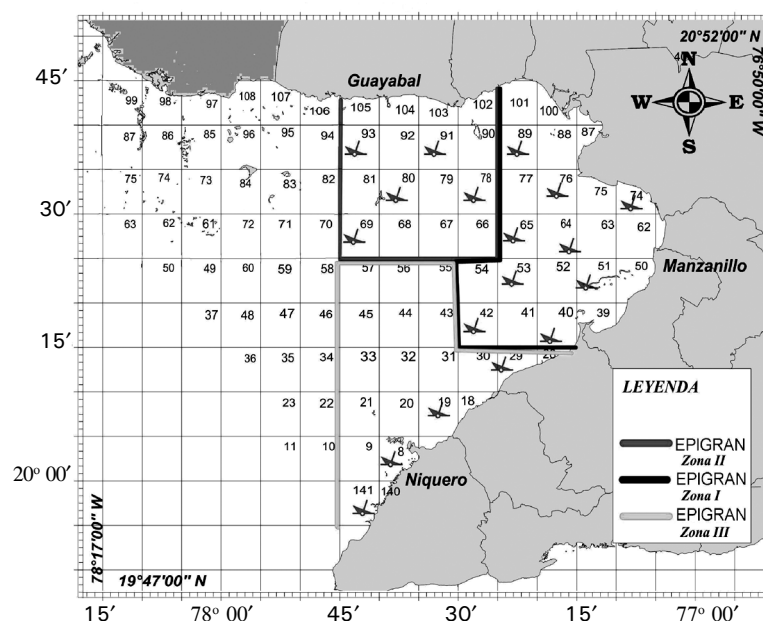 20°52'00" N
76°50'00" W
N
W E
S
45′
Guayabal
99 98 97 108 107 106 105 104 103 102 101 100
87 86 85 96 95 94 93 92 91 90 89 88 87
75 74 73 84 83 82 81 80 79 78 77 76 75 74
30′
63 62 61 72 71 70 69 68 67 66 65 64 63 62
50 49 60 59 58 57 56 55 54 53 52 51 50
Manzanillo
37 48 47 46 45 44 43 42 41 40 39
15′
36 35 34 33 32 31 30 29 28
23 22 21 20 19 18
11 10 9 8
20° 00′
Niquero
141 140
78°17'00" W
19°47'00" N
LEYENDA
EPIGRAN
Zona II
EPIGRAN
Zona I
EPIGRAN
Zona III
15′ 78° 00′ 45′ 30′ 15′ 77° 00′